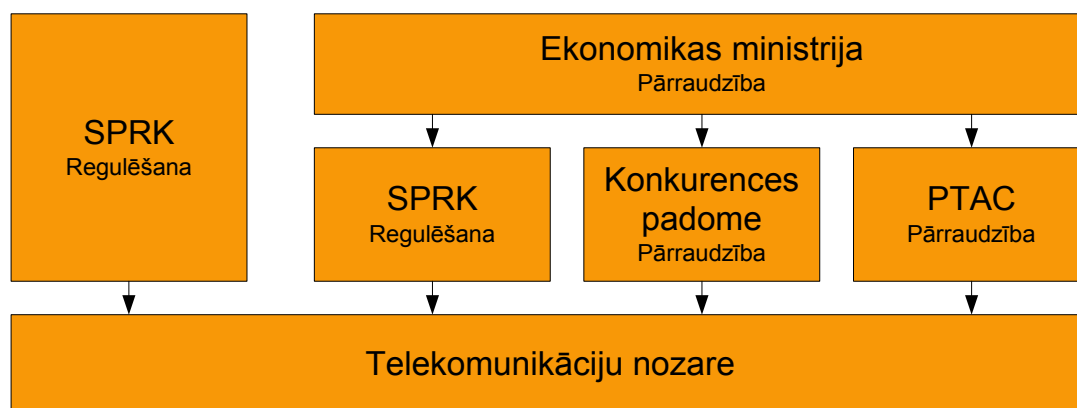 SPRK
Regulēšana
Ekonomikas ministrija
Pārraudzība
SPRK
Regulēšana
Konkurences
padome
Pārraudzība
PTAC
Pārraudzība
Telekomunikāciju nozare